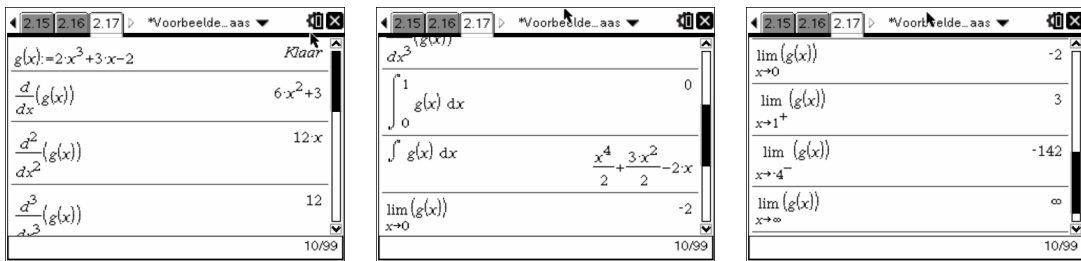 2.15 2.16 2.17 *Voorbeelde…aas
g(x):=2·x³+3·x−2 Klaar
d/dx(g(x)) 6·x²+3
d²/dx²(g(x)) 12·x
d³/dx³(g(x)) 12
10/99
2.15 2.16 2.17 *Voorbeelde…aas
dx³(g(x))
∫₀¹ g(x) dx 0
∫ g(x) dx x⁴/2+3·x²/2−2·x
lim x→0 (g(x)) -2
10/99
2.15 2.16 2.17 *Voorbeelde…aas
lim x→0 (g(x)) -2
lim x→1⁺ (g(x)) 3
lim x→-4⁻ (g(x)) -142
lim x→∞ (g(x)) ∞
10/99